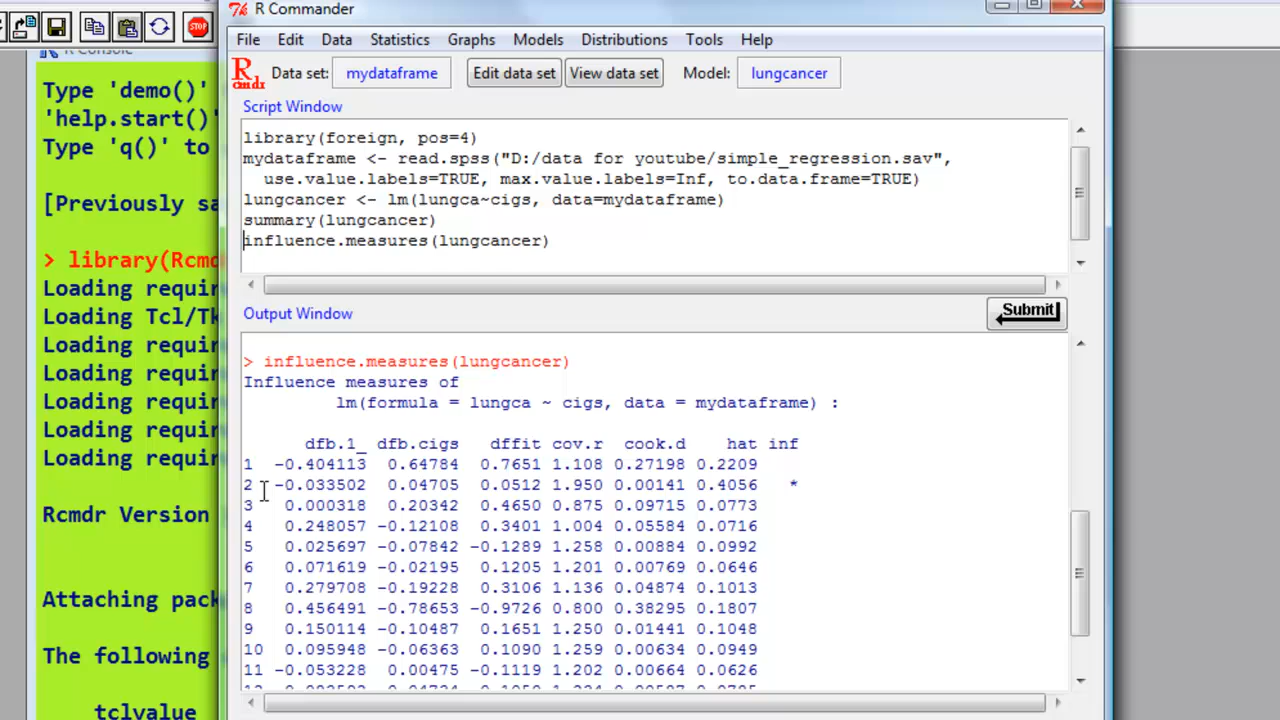 R Commander
R Console
File Edit Data Statistics Graphs Models Distributions Tools Help
R cmdr Data set: mydataframe Edit data set View data set Model: lungcancer
Script Window
library(foreign, pos=4)
mydataframe <- read.spss("D:/data for youtube/simple_regression.sav",
use.value.labels=TRUE, max.value.labels=Inf, to.data.frame=TRUE)
lungcancer <- lm(lungca~cigs, data=mydataframe)
summary(lungcancer)
influence.measures(lungcancer)
Output Window
Submit
> influence.measures(lungcancer)
Influence measures of
lm(formula = lungca ~ cigs, data = mydataframe) :
dfb.1_ dfb.cigs dffit cov.r cook.d hat inf
1 -0.404113 0.64784 0.7651 1.108 0.27198 0.2209
2 -0.033502 0.04705 0.0512 1.950 0.00141 0.4056 *
3 0.000318 0.20342 0.4650 0.875 0.09715 0.0773
4 0.248057 -0.12108 0.3401 1.004 0.05584 0.0716
5 0.025697 -0.07842 -0.1289 1.258 0.00884 0.0992
6 0.071619 -0.02195 0.1205 1.201 0.00769 0.0646
7 0.279708 -0.19228 0.3106 1.136 0.04874 0.1013
8 0.456491 -0.78653 -0.9726 0.800 0.38295 0.1807
9 0.150114 -0.10487 0.1651 1.250 0.01441 0.1048
10 0.095948 -0.06363 0.1090 1.259 0.00634 0.0949
11 -0.053228 0.00475 -0.1119 1.202 0.00664 0.0626
STOP
Type 'demo()'
'help.start()'
Type 'q()' to
[Previously sa
> library(Rcmd
Loading requir
Loading Tcl/Tk
Loading requir
Loading requir
Loading requir
Loading requir
Loading requir
Rcmdr Version
Attaching pack
The following
tclvalue